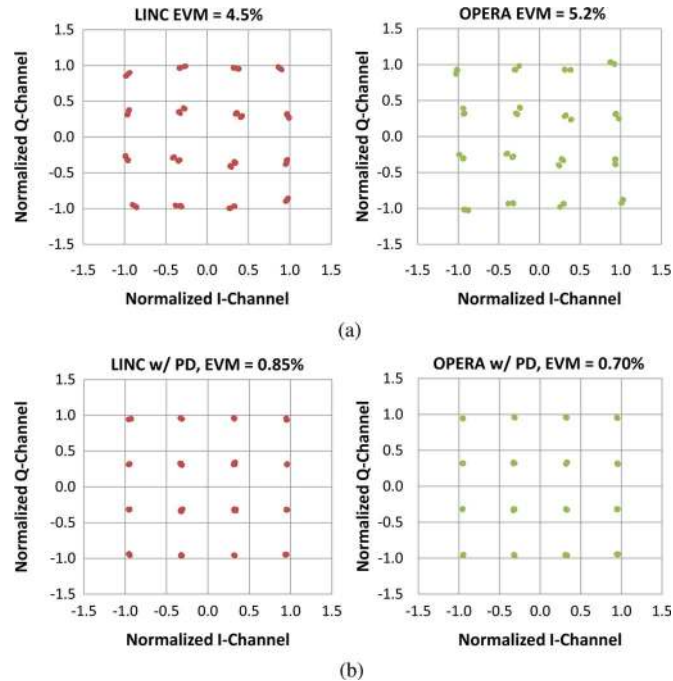 LINC EVM = 4.5%
1.5
1.0
0.5
0.0
-0.5
-1.0
-1.5
Normalized Q-Channel
-1.5 -1.0 -0.5 0.0 0.5 1.0 1.5
Normalized I-Channel
OPERA EVM = 5.2%
1.5
1.0
0.5
0.0
-0.5
-1.0
-1.5
Normalized Q-Channel
-1.5 -1.0 -0.5 0.0 0.5 1.0 1.5
Normalized I-Channel
(a)
LINC w/ PD, EVM = 0.85%
1.5
1.0
0.5
0.0
-0.5
-1.0
-1.5
Normalized Q-Channel
-1.5 -1.0 -0.5 0.0 0.5 1.0 1.5
Normalized I-Channel
OPERA w/ PD, EVM = 0.70%
1.5
1.0
0.5
0.0
-0.5
-1.0
-1.5
Normalized Q-Channel
-1.5 -1.0 -0.5 0.0 0.5 1.0 1.5
Normalized I-Channel
(b)